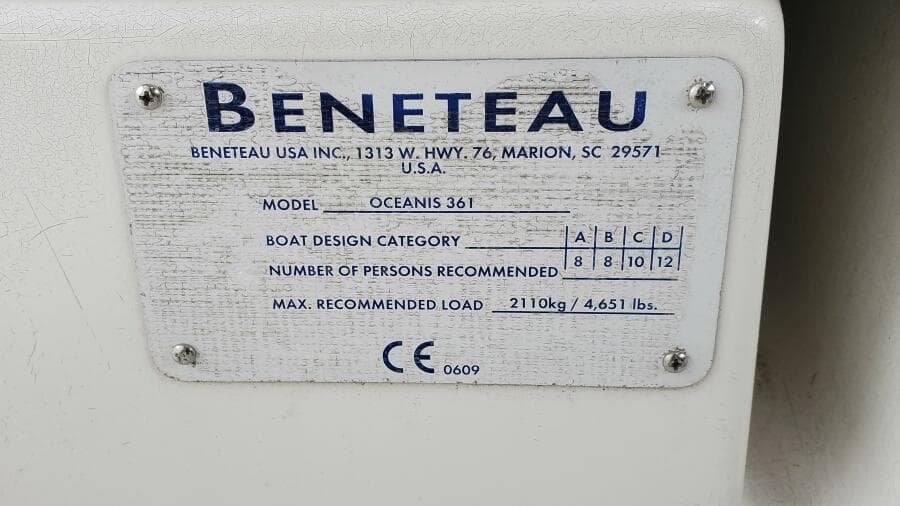 BENETEAU
BENETEAU USA INC., 1313 W. HWY. 76, MARION, SC 29571
U.S.A.
MODEL OCEANIS 361
BOAT DESIGN CATEGORY A B C D
NUMBER OF PERSONS RECOMMENDED 8 8 10 12
MAX. RECOMMENDED LOAD 2110kg / 4,651 lbs.
CE 0609